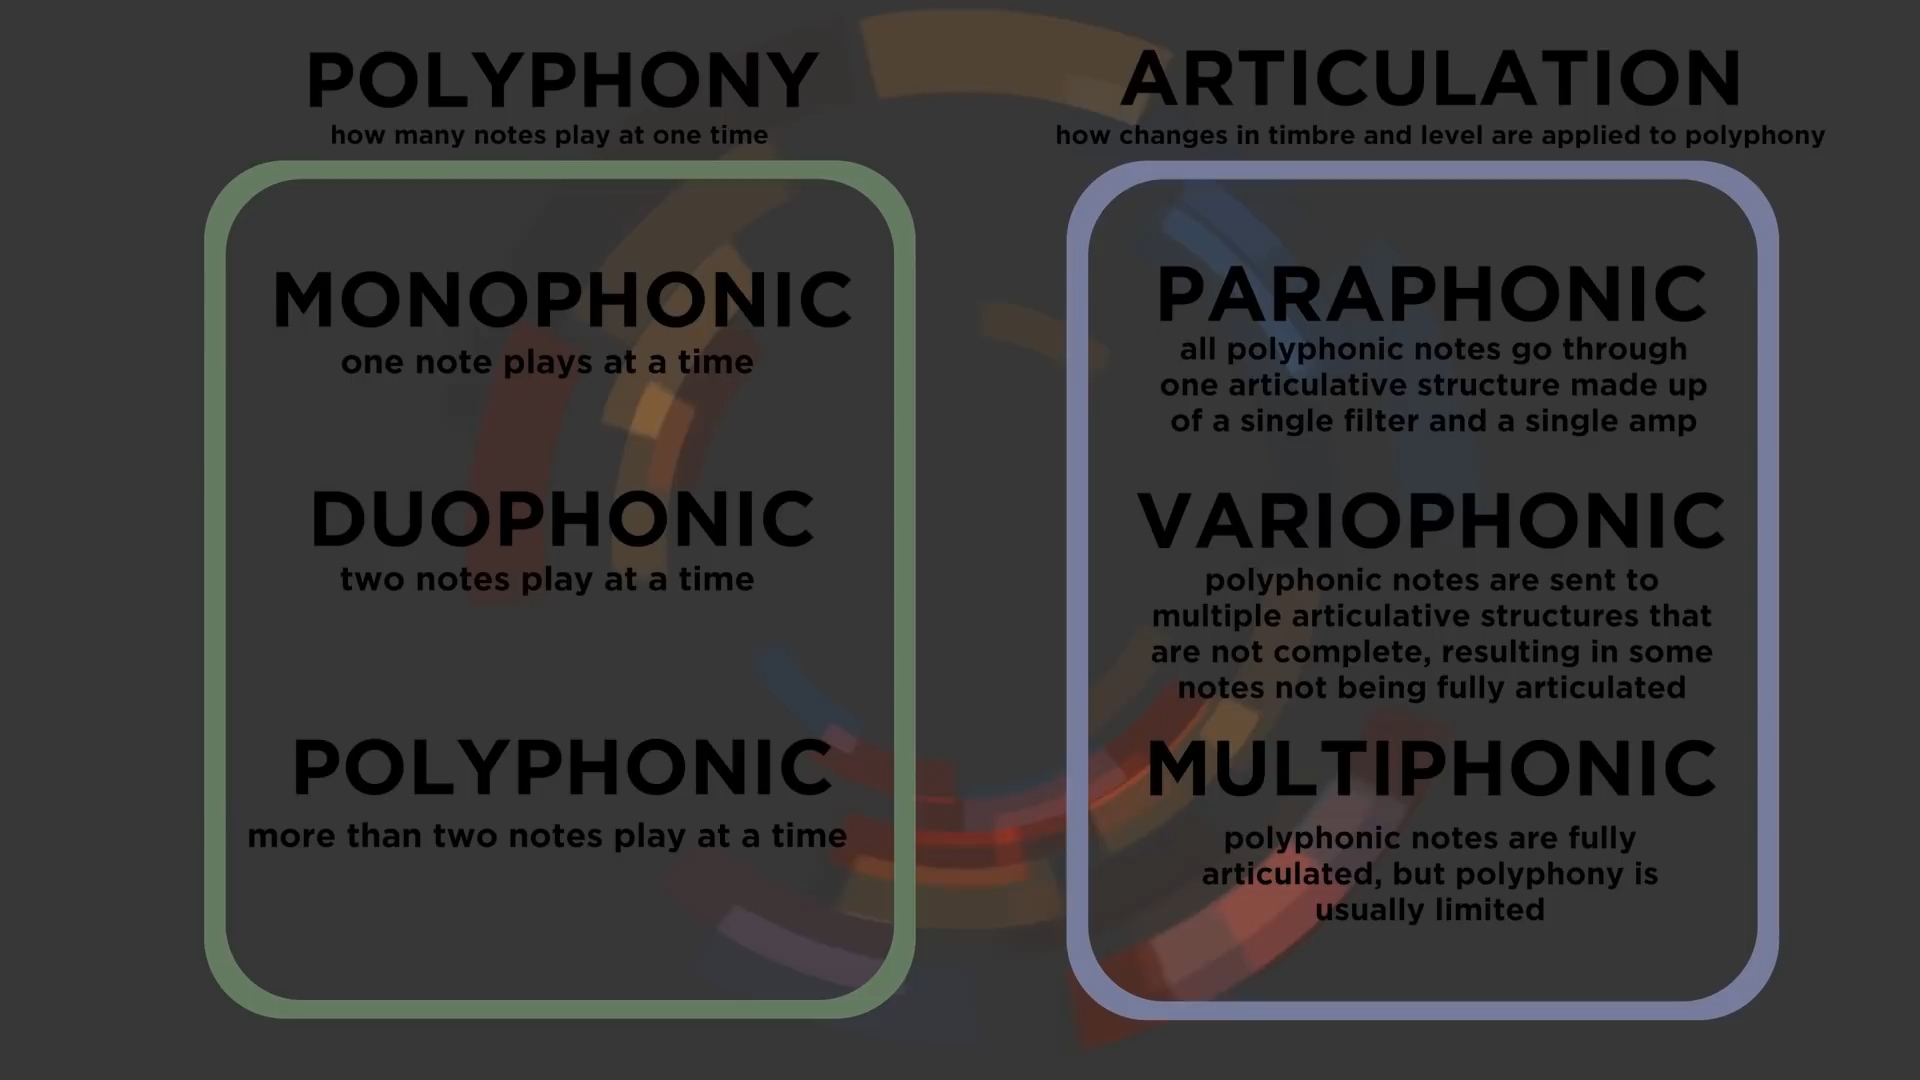 POLYPHONY
how many notes play at one time
MONOPHONIC
one note plays at a time
DUOPHONIC
two notes play at a time
POLYPHONIC
more than two notes play at a time
ARTICULATION
how changes in timbre and level are applied to polyphony
PARAPHONIC
all polyphonic notes go through
one articulative structure made up
of a single filter and a single amp
VARIOPHONIC
polyphonic notes are sent to
multiple articulative structures that
are not complete, resulting in some
notes not being fully articulated
MULTIPHONIC
polyphonic notes are fully
articulated, but polyphony is
usually limited